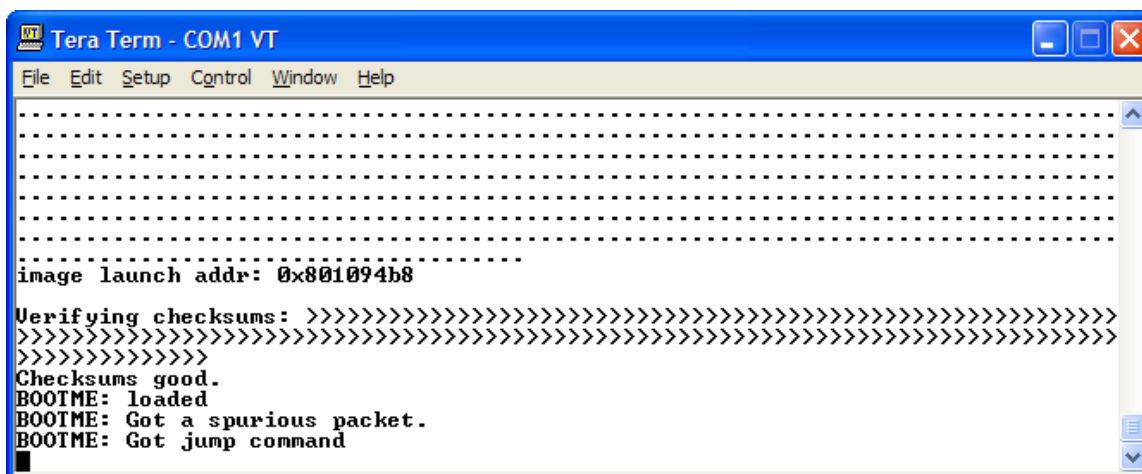 Tera Term - COM1 VT
File Edit Setup Control Window Help
................................................................................
................................................................................
................................................................................
................................................................................
................................................................................
................................................................................
................................................................................
.....................................
image launch addr: 0x801094b8
Verifying checksums: >>>>>>>>>>>>>>>>>>>>>>>>>>>>>>>>>>>>>>>>>>>>>>>>>>>>>>>>>>>
>>>>>>>>>>>>>>>>>>>>>>>>>>>>>>>>>>>>>>>>>>>>>>>>>>>>>>>>>>>>>>>>>>>>>>>>>>>>>>>>
>>>>>>>>>>>>>>
Checksums good.
BOOTME: loaded
BOOTME: Got a spurious packet.
BOOTME: Got jump command